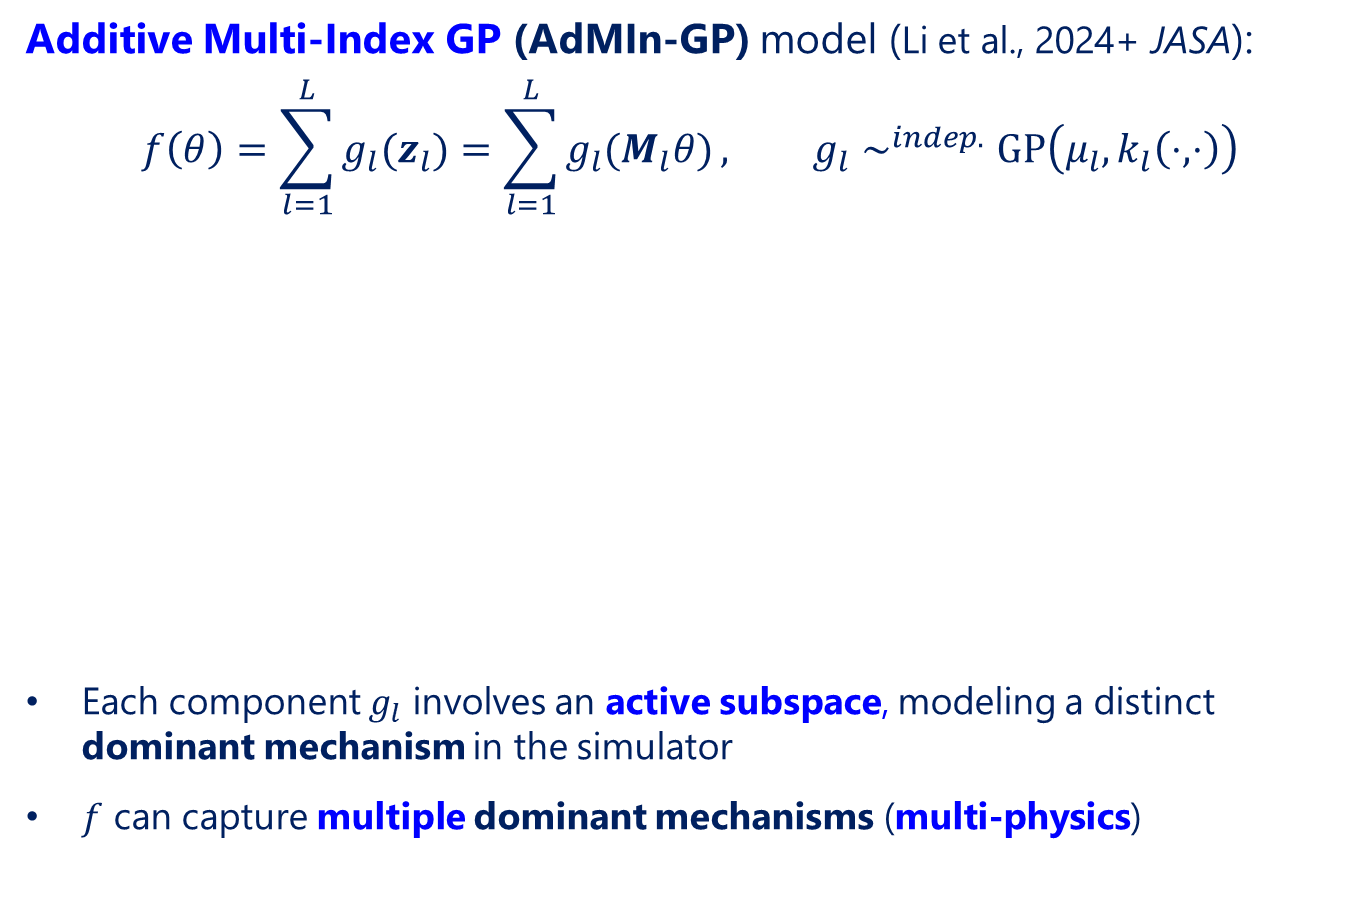 Additive Multi-Index GP (AdMIn-GP) model (Li et al., 2024+ JASA):
f(θ) = ∑_{l=1}^{L} g_l(𝒛_l) = ∑_{l=1}^{L} g_l(𝑴_lθ), g_l ~^{indep.} GP(μ_l, k_l(·,·))
• Each component g_l involves an active subspace, modeling a distinct
dominant mechanism in the simulator
• f can capture multiple dominant mechanisms (multi-physics)